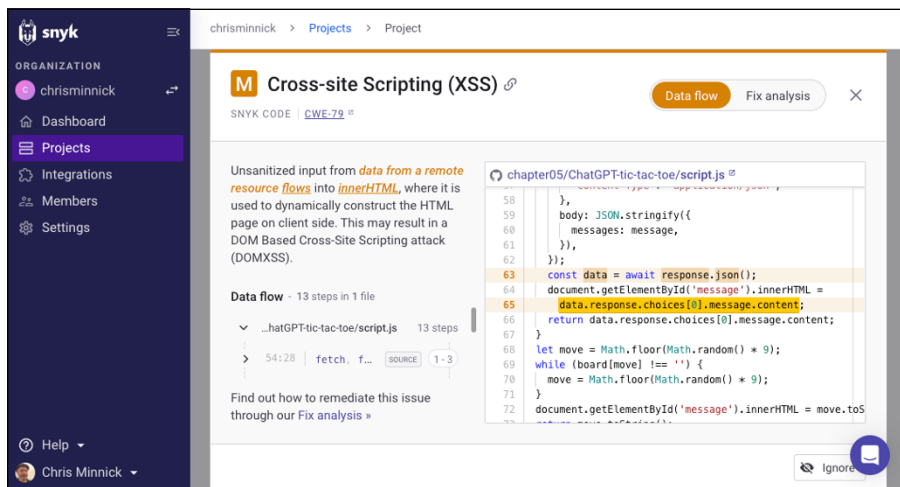 snyk
ORGANIZATION
chrisminnick
Dashboard
Projects
Integrations
Members
Settings
Help
Chris Minnick
chrisminnick > Projects > Project
M Cross-site Scripting (XSS)
SNYK CODE | CWE-79
Data flow Fix analysis
Unsanitized input from data from a remote
resource flows into innerHTML, where it is
used to dynamically construct the HTML
page on client side. This may result in a
DOM Based Cross-Site Scripting attack
(DOMXSS).
Data flow - 13 steps in 1 file
...hatGPT-tic-tac-toe/script.js 13 steps
54:28 | fetch, f... SOURCE 1-3
Find out how to remediate this issue
through our Fix analysis »
chapter05/ChatGPT-tic-tac-toe/script.js
58 },
59 body: JSON.stringify({
60 messages: message,
61 }),
62 });
63 const data = await response.json();
64 document.getElementById('message').innerHTML =
65 data.response.choices[0].message.content;
66 return data.response.choices[0].message.content;
67 }
68 let move = Math.floor(Math.random() * 9);
69 while (board[move] !== '') {
70 move = Math.floor(Math.random() * 9);
71 }
72 document.getElementById('message').innerHTML = move.toS
Ignore